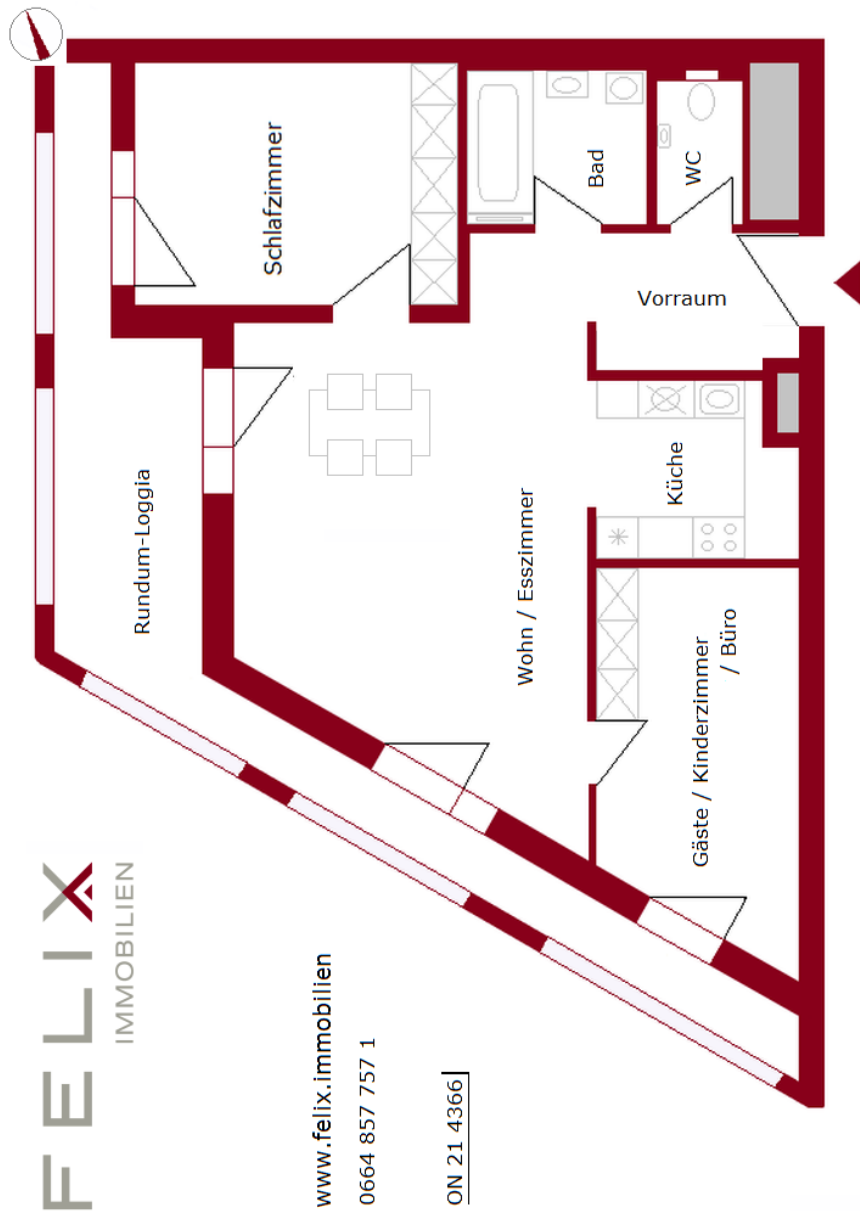 Schlafzimmer
Bad
WC
Vorraum
Rundum-Loggia
Wohn / Esszimmer
Küche
Gäste / Kinderzimmer
/ Büro
FELIX
IMMOBILIEN
www.felix.immobilien
0664 857 757 1
ON 21 4366